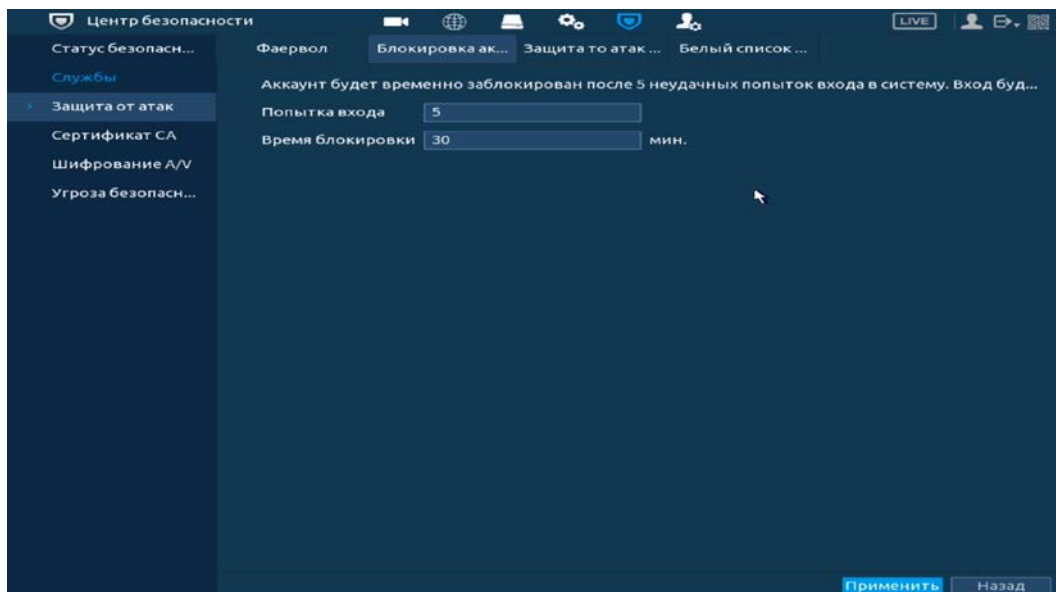 Центр безопасности LIVE
Статус безопасн... Фаервол Блокировка ак... Защита то атак ... Белый список ...
Службы
Аккаунт будет временно заблокирован после 5 неудачных попыток входа в систему. Вход буд...
Защита от атак
Попытка входа 5
Сертификат CA
Время блокировки 30 мин.
Шифрование A/V
Угроза безопасн...
Применить Назад